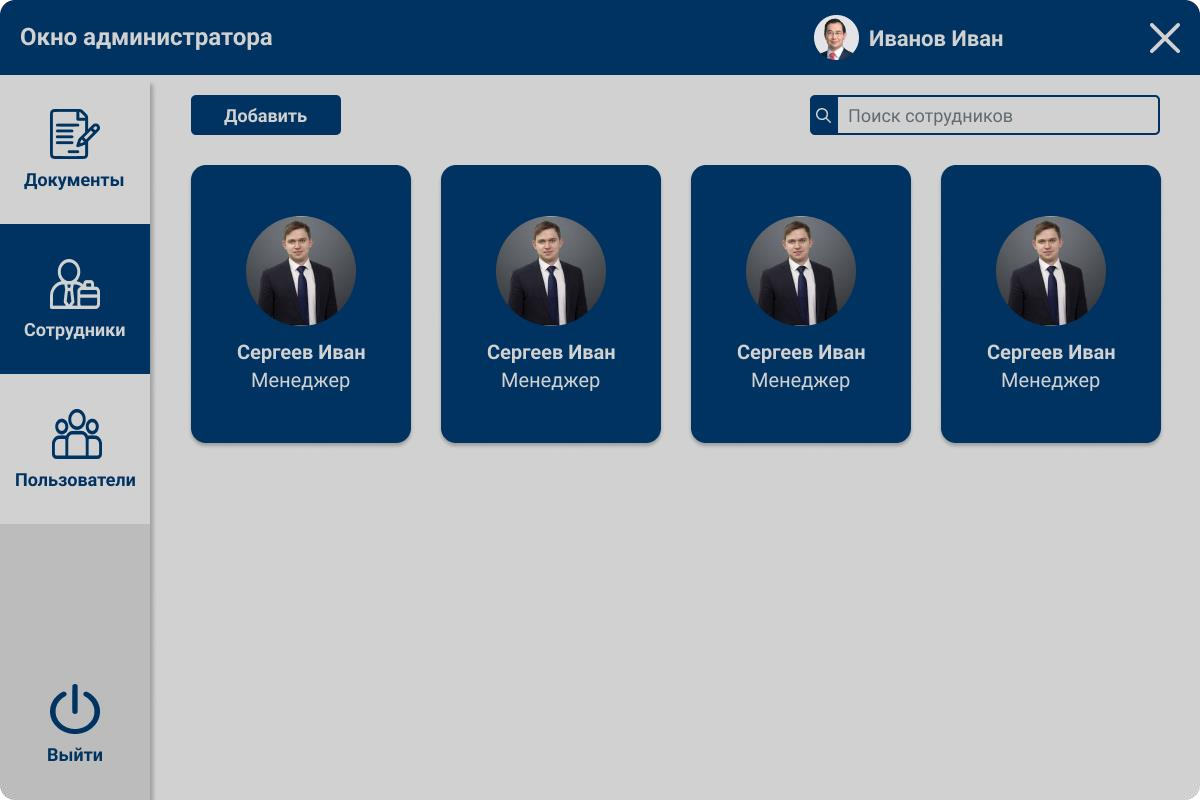 Окно администратора
Иванов Иван
Документы
Сотрудники
Пользователи
Выйти
Добавить
Поиск сотрудников
Сергеев Иван
Менеджер
Сергеев Иван
Менеджер
Сергеев Иван
Менеджер
Сергеев Иван
Менеджер